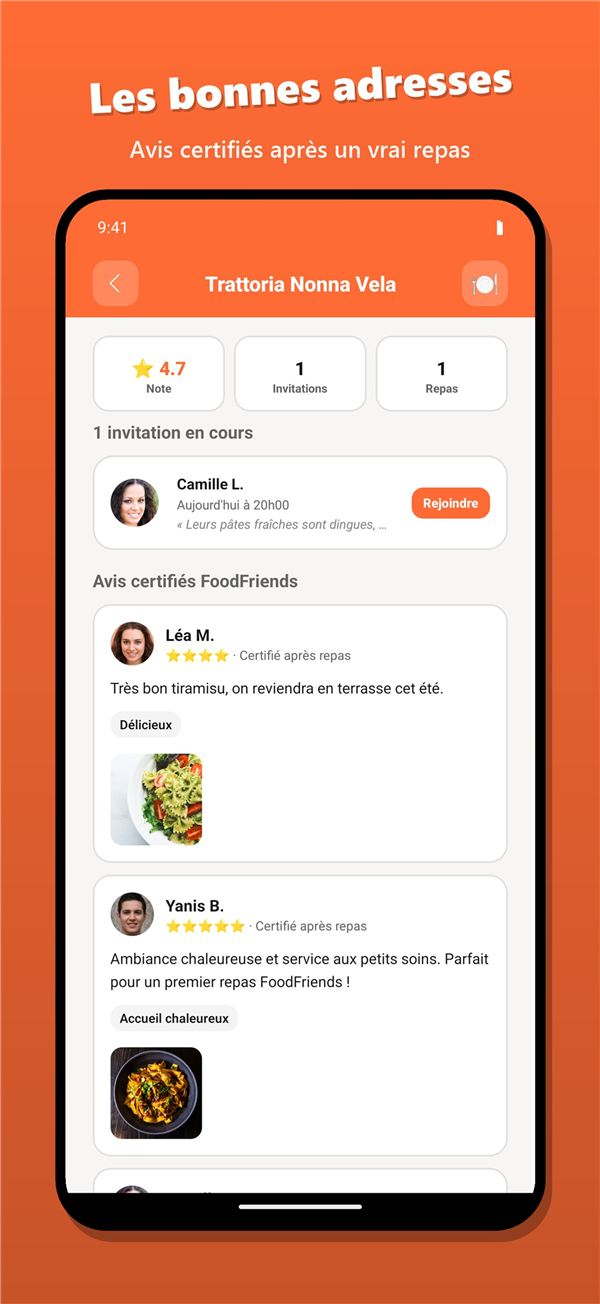 Les bonnes adresses
Avis certifiés après un vrai repas
9:41
Trattoria Nonna Vela
4.7
Note
1
Invitations
1
Repas
1 invitation en cours
Camille L.
Aujourd'hui à 20h00
« Leurs pâtes fraîches sont dingues, ...
Rejoindre
Avis certifiés FoodFriends
Léa M.
· Certifié après repas
Très bon tiramisu, on reviendra en terrasse cet été.
Délicieux
Yanis B.
· Certifié après repas
Ambiance chaleureuse et service aux petits soins. Parfait
pour un premier repas FoodFriends !
Accueil chaleureux